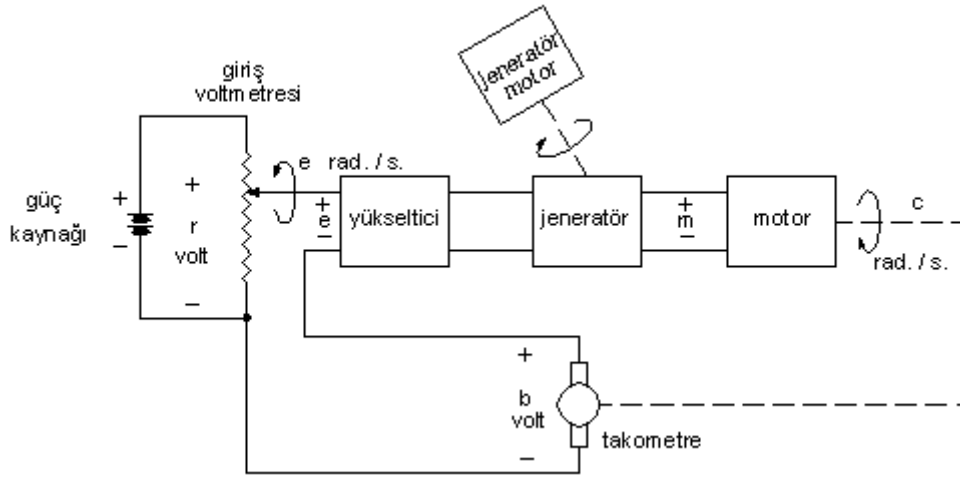 jeneratör
motor
giriş
voltmetresi
e rad. / s.
güç
kaynağı
+
−
+
r
volt
−
+
e
−
yükseltici
jeneratör
+
m
−
motor
c
rad. / s.
+
b
volt
−
takometre